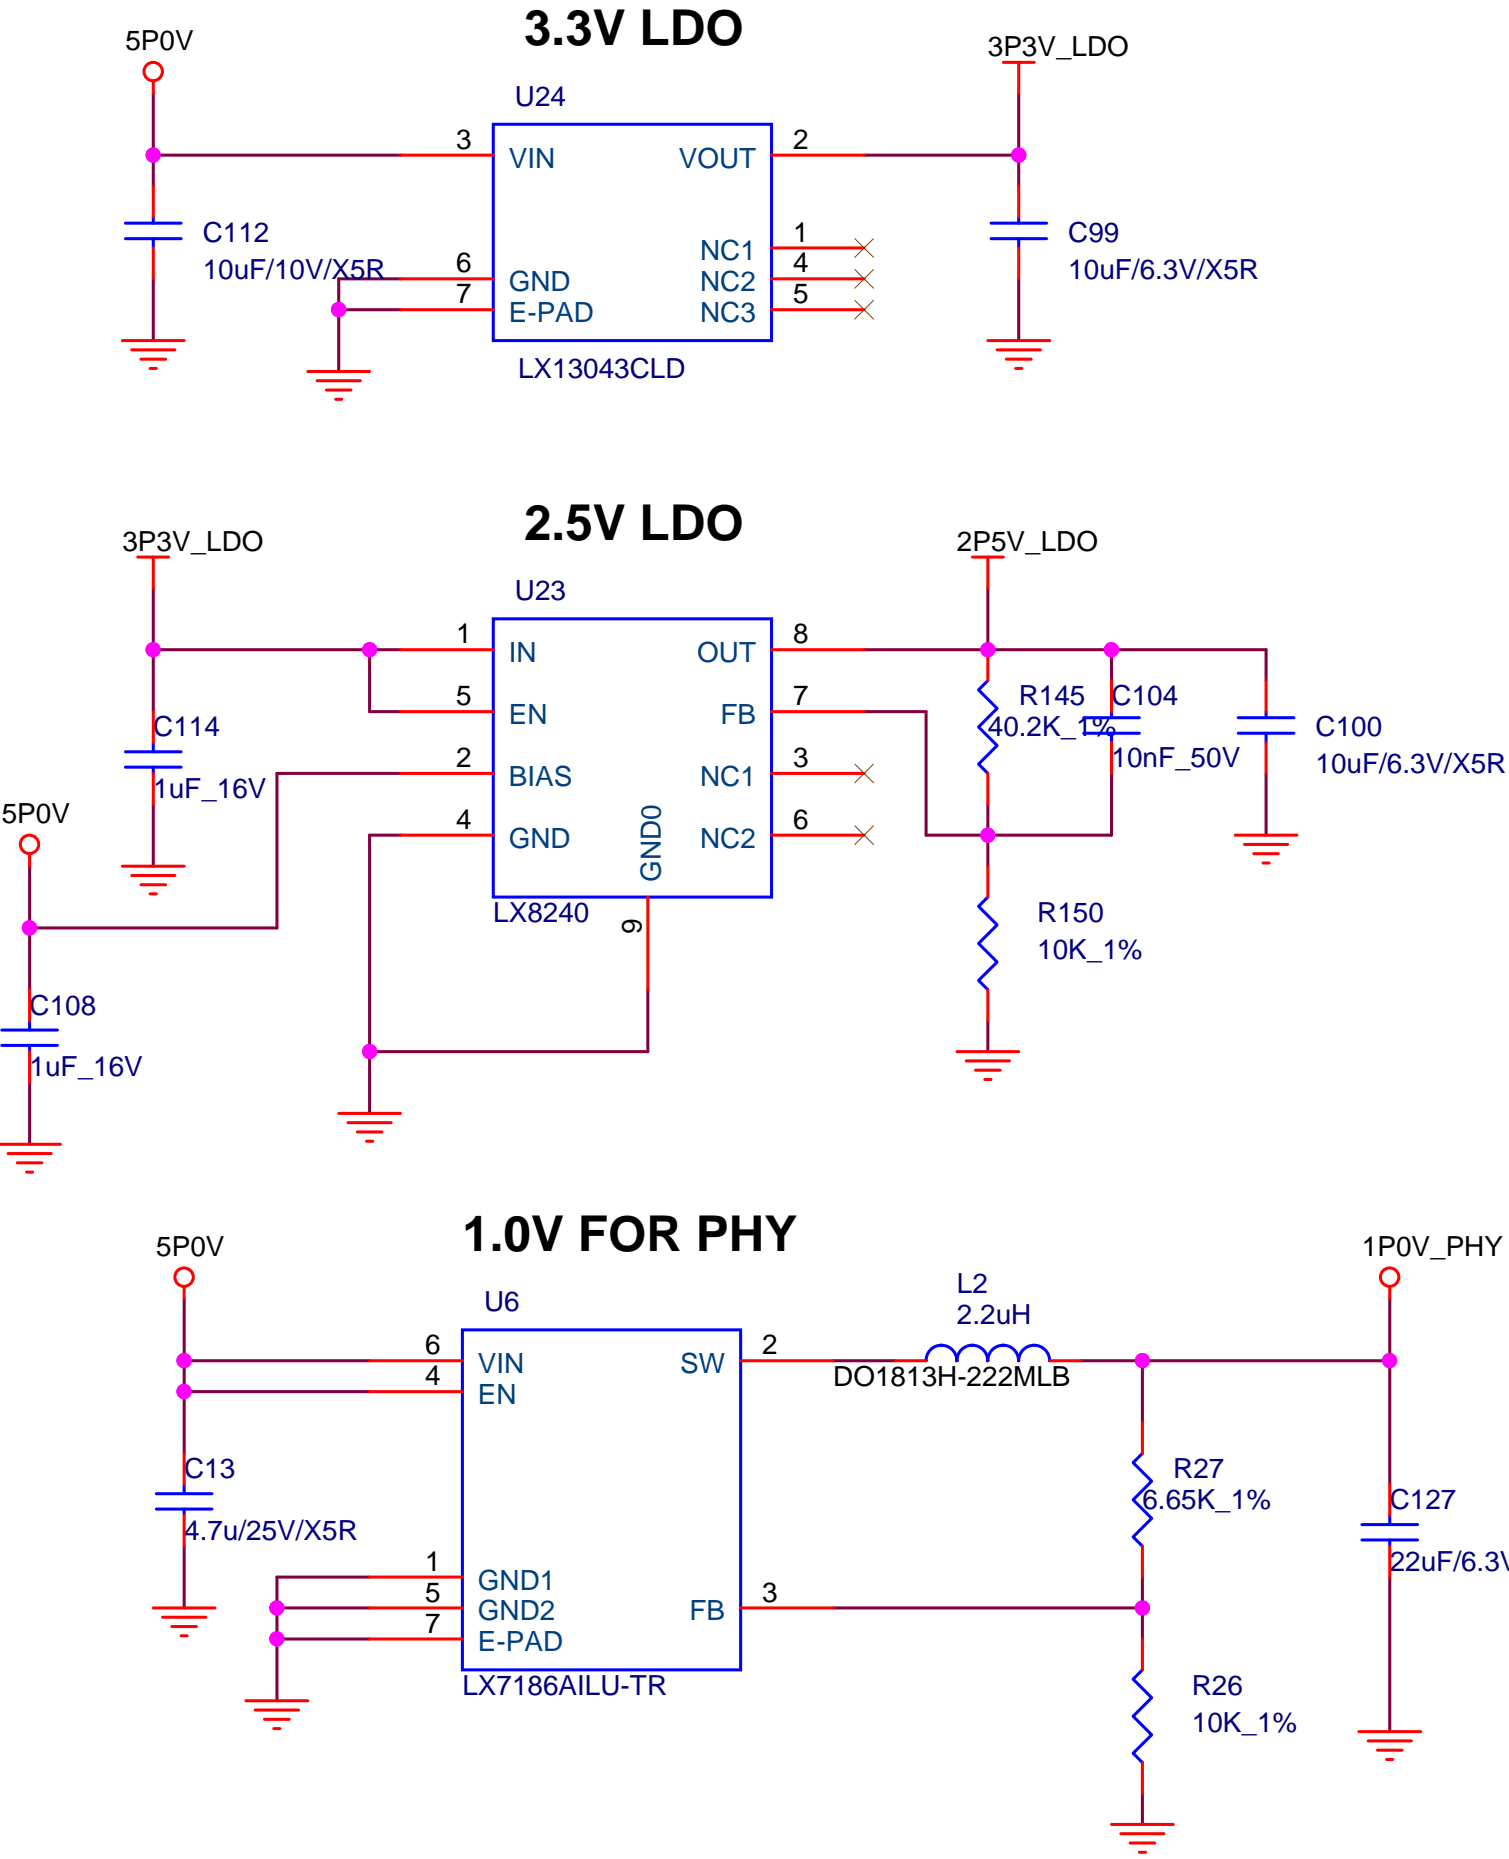 3.3V LDO
5P0V
3P3V_LDO
U24
3
VIN
VOUT
2
C112
10uF/10V/X5R
C99
10uF/6.3V/X5R
NC1
1
6
GND
NC2
4
7
E-PAD
NC3
5
LX13043CLD
2.5V LDO
3P3V_LDO
2P5V_LDO
U23
1
IN
OUT
8
5
EN
FB
7
R145
40.2K_1%
C104
10nF_50V
C100
10uF/6.3V/X5R
C114
1uF_16V
2
BIAS
NC1
3
5P0V
4
GND
GND0
NC2
6
LX8240
9
R150
10K_1%
C108
1uF_16V
1.0V FOR PHY
5P0V
1P0V_PHY
U6
L2
2.2uH
6
VIN
SW
2
4
EN
DO1813H-222MLB
C13
4.7u/25V/X5R
R27
6.65K_1%
C127
22uF/6.3V
1
GND1
5
GND2
FB
3
7
E-PAD
LX7186AILU-TR
R26
10K_1%